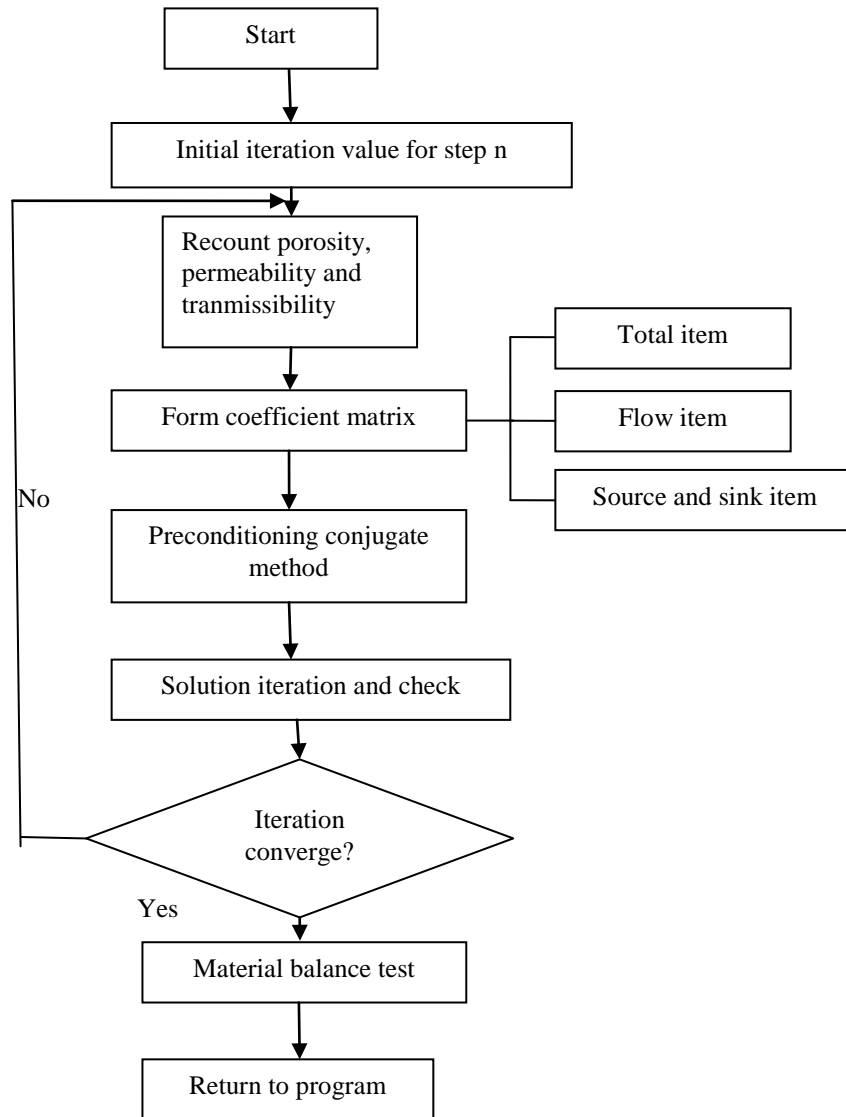 Start
Initial iteration value for step n
Recount porosity,
permeability and
tranmissibility
Total item
Form coefficient matrix
Flow item
Source and sink item
No
Preconditioning conjugate
method
Solution iteration and check
Iteration
converge?
Yes
Material balance test
Return to program